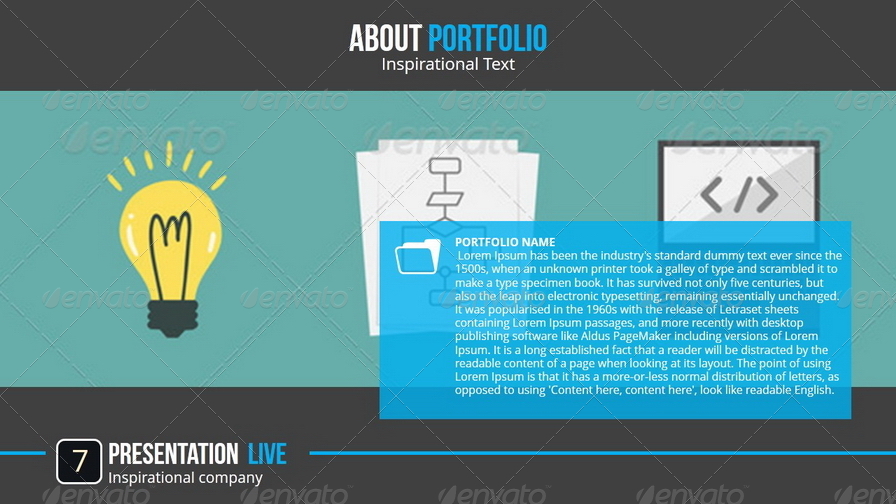 ABOUT PORTFOLIO
Inspirational Text
envato
</>
PORTFOLIO NAME
Lorem Ipsum has been the industry's standard dummy text ever since the
1500s, when an unknown printer took a galley of type and scrambled it to
make a type specimen book. It has survived not only five centuries, but
also the leap into electronic typesetting, remaining essentially unchanged.
It was popularised in the 1960s with the release of Letraset sheets
containing Lorem Ipsum passages, and more recently with desktop
publishing software like Aldus PageMaker including versions of Lorem
Ipsum. It is a long established fact that a reader will be distracted by the
readable content of a page when looking at its layout. The point of using
Lorem Ipsum is that it has a more-or-less normal distribution of letters, as
opposed to using 'Content here, content here', look like readable English.
7
PRESENTATION LIVE
Inspirational company